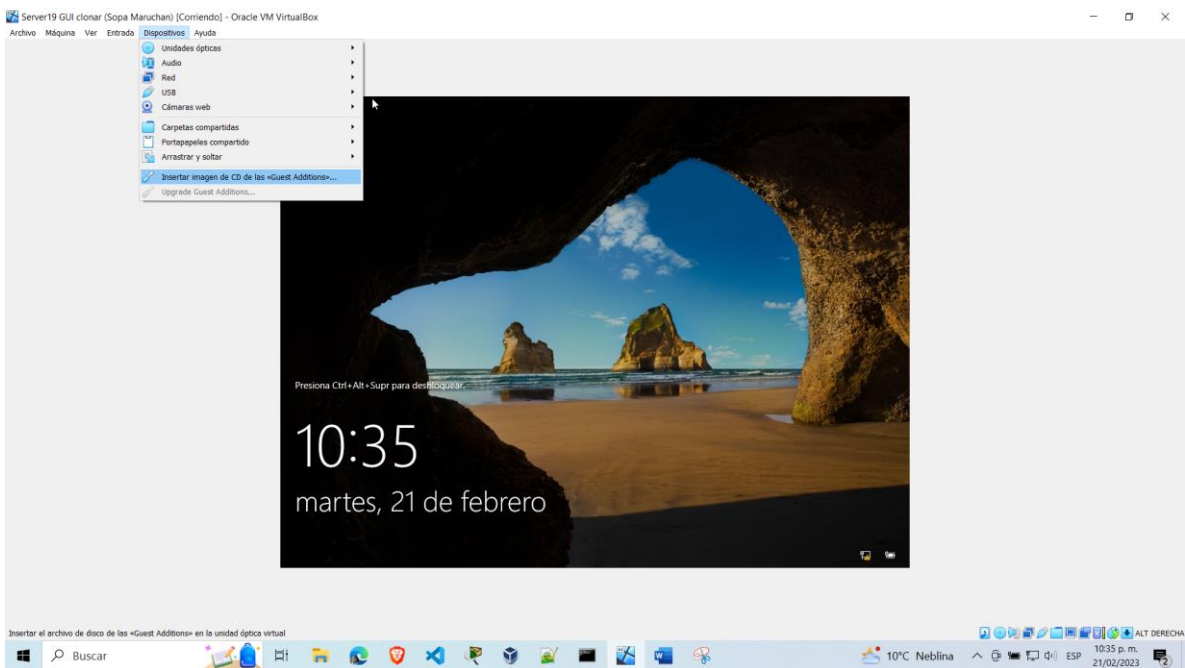 Server19 GUI clonar (Sopa Maruchan) [Corriendo] - Oracle VM VirtualBox
Archivo Máquina Ver Entrada Dispositivos Ayuda
Unidades ópticas
Audio
Red
USB
Cámaras web
Carpetas compartidas
Portapapeles compartido
Arrastrar y soltar
Insertar imagen de CD de las «Guest Additions»...
Upgrade Guest Additions...
Presiona Ctrl+Alt+Supr para desbloquear.
10:35
martes, 21 de febrero
Insertar el archivo de disco de las «Guest Additions» en la unidad óptica virtual
ALT DERECHA
Buscar
10°C Neblina
ESP
10:35 p. m.
21/02/2023
2